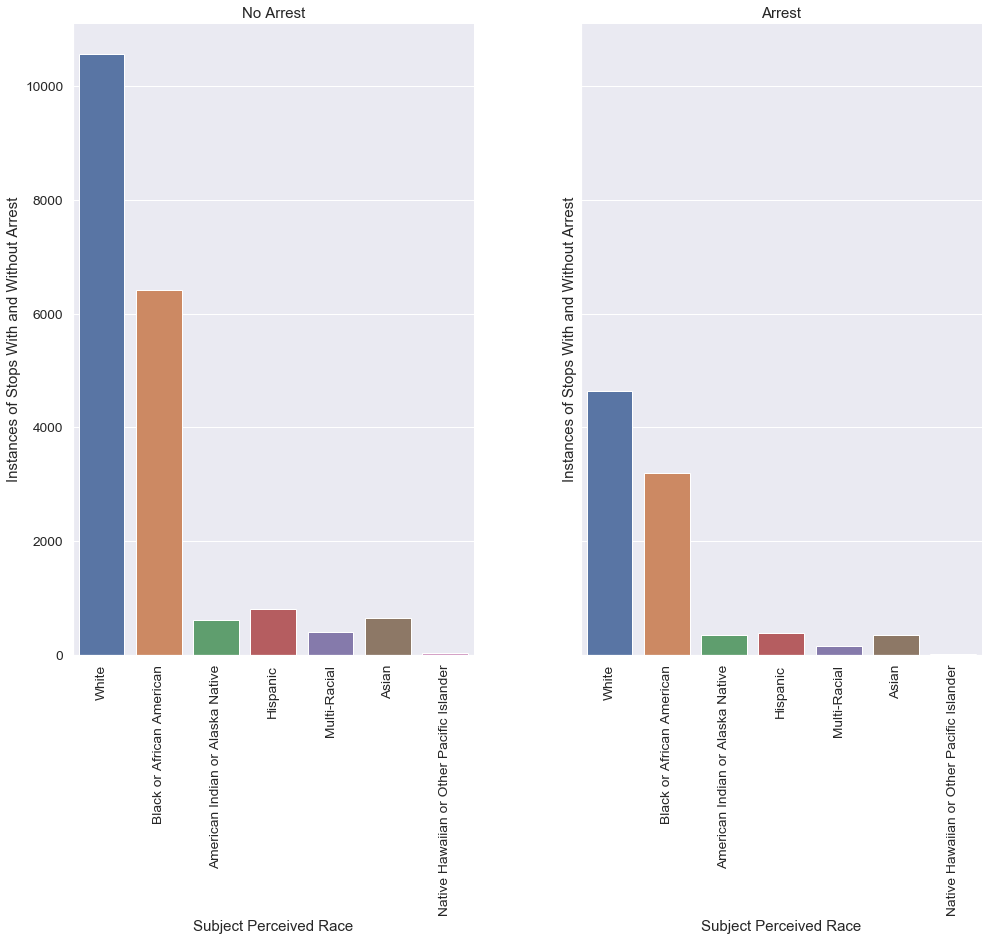 No Arrest
Instances of Stops With and Without Arrest
10000
8000
6000
4000
2000
0
White
Black or African American
American Indian or Alaska Native
Hispanic
Multi-Racial
Asian
Native Hawaiian or Other Pacific Islander
Subject Perceived Race
Arrest
Instances of Stops With and Without Arrest
White
Black or African American
American Indian or Alaska Native
Hispanic
Multi-Racial
Asian
Native Hawaiian or Other Pacific Islander
Subject Perceived Race